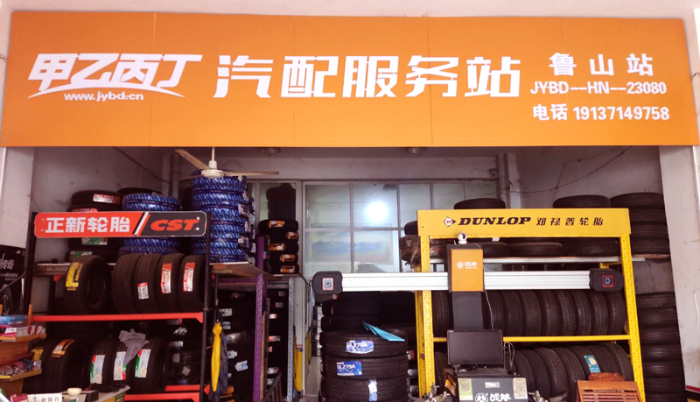 甲乙丙丁
www.jybd.cn
汽配服务站
鲁山站
JYBD--HN--23080
电话 19137149758
正新轮胎
CST
DUNLOP 邓禄普轮胎